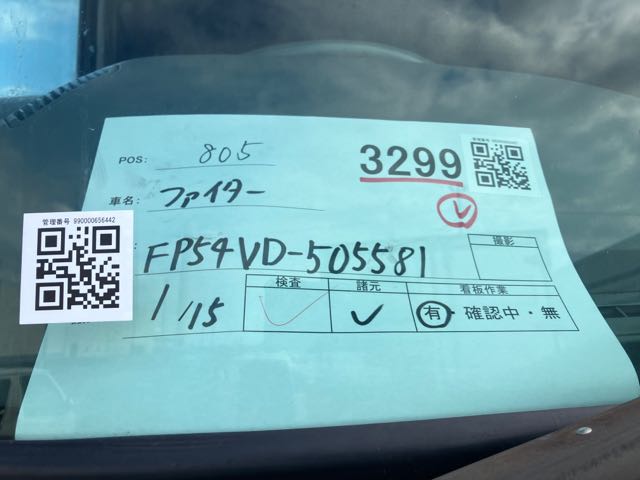 POS: 805
3299
車名: ファイター
管理番号 990000656442
FP54VD-505581
撮影
1/15
検査 諸元 看板作業
有・確認中・無